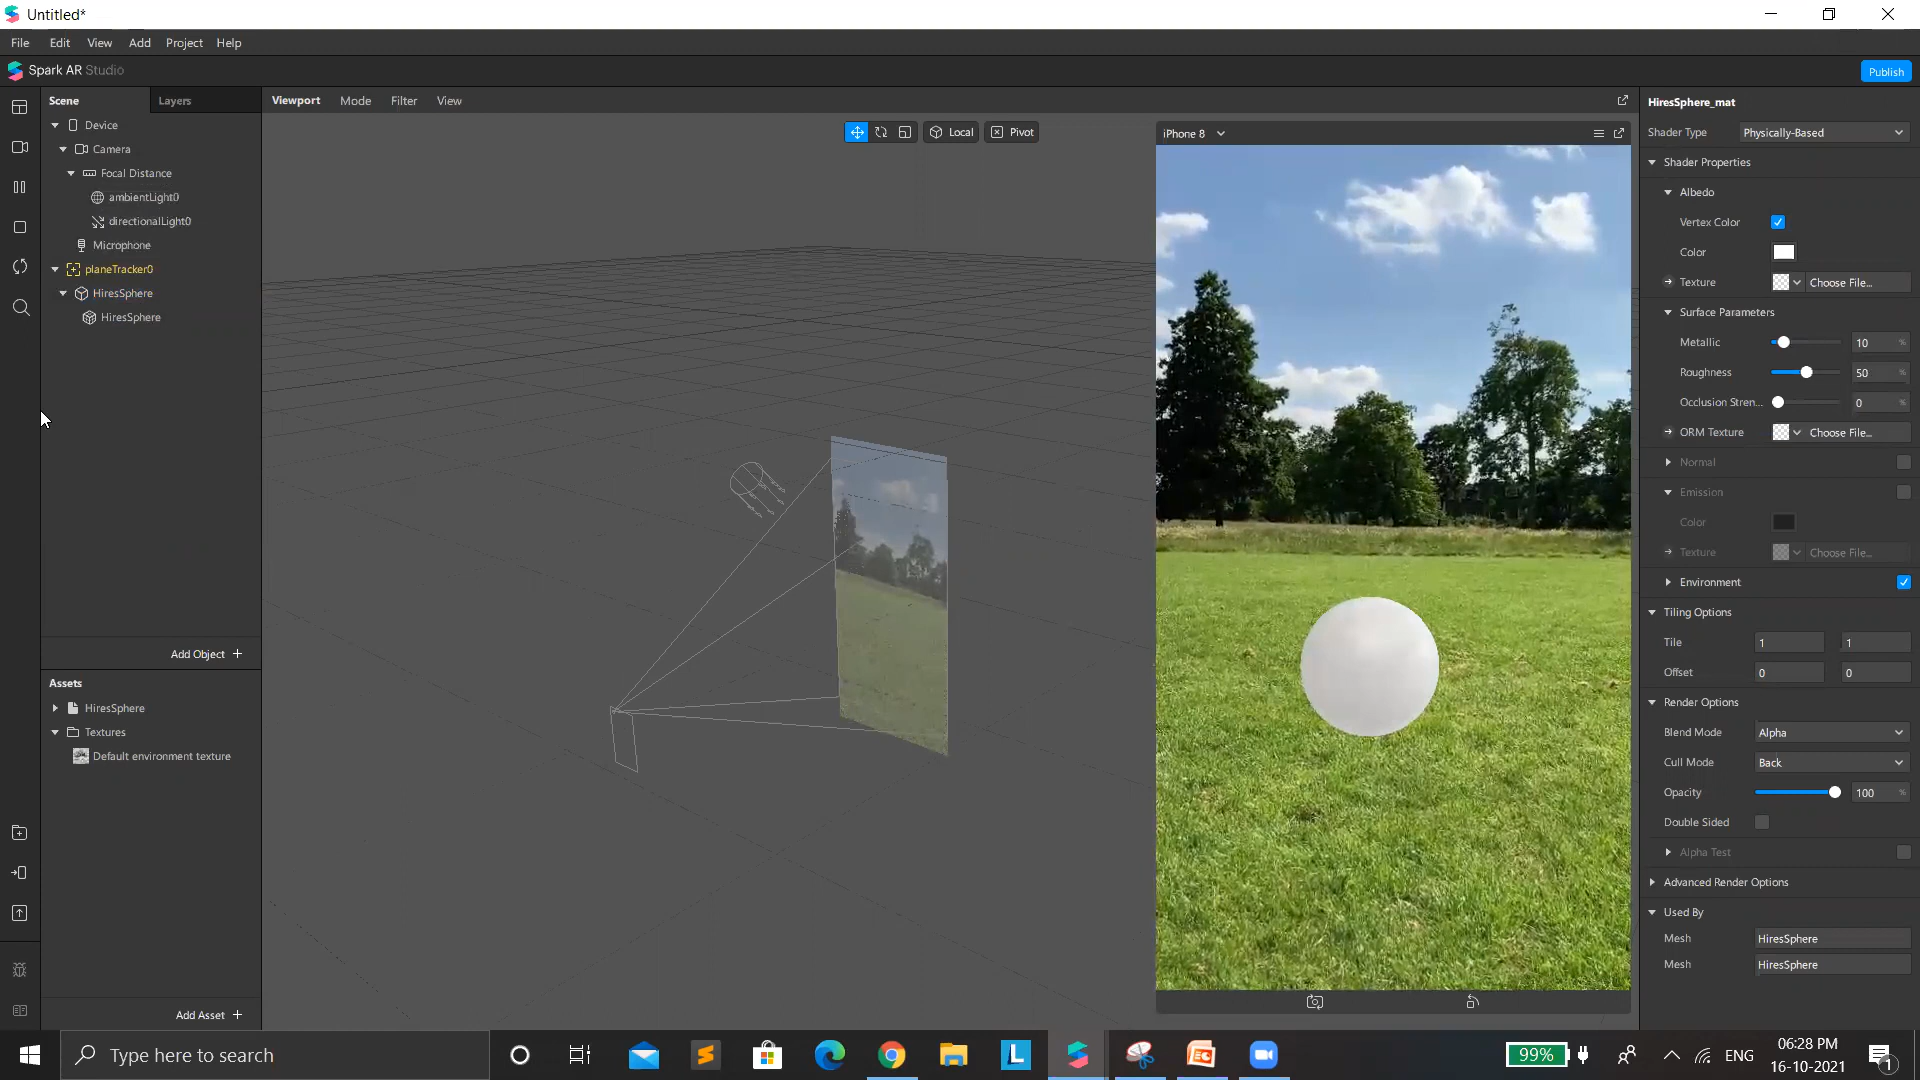 Untitled*
File Edit View Add Project Help
Spark AR Studio
Publish
Scene Layers
Device
Camera
Focal Distance
ambientLight0
directionalLight0
Microphone
planeTracker0
HiresSphere
HiresSphere
Add Object +
Assets
HiresSphere
Textures
Default environment texture
Add Asset +
Viewport Mode Filter View
Local Pivot
iPhone 8
HiresSphere_mat
Shader Type Physically-Based
Shader Properties
Albedo
Vertex Color
Color
Texture Choose File...
Surface Parameters
Metallic 10 %
Roughness 50 %
Occlusion Stren... 0 %
ORM Texture Choose File...
Normal
Emission
Color
Texture Choose File...
Environment
Tiling Options
Tile 1 1
Offset 0 0
Render Options
Blend Mode Alpha
Cull Mode Back
Opacity 100 %
Double Sided
Alpha Test
Advanced Render Options
Used By
Mesh HiresSphere
Mesh HiresSphere
Type here to search
L
99%
ENG
06:28 PM
16-10-2021
1